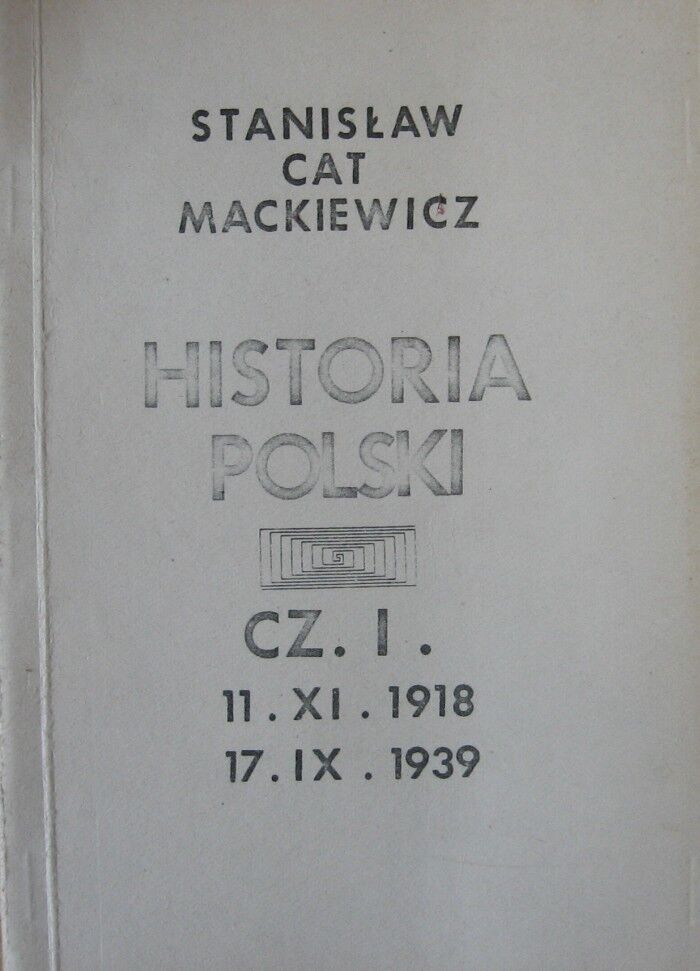 STANISŁAW
CAT
MACKIEWICZ
HISTORIA
POLSKI
CZ. I.
11. XI. 1918
17. IX. 1939